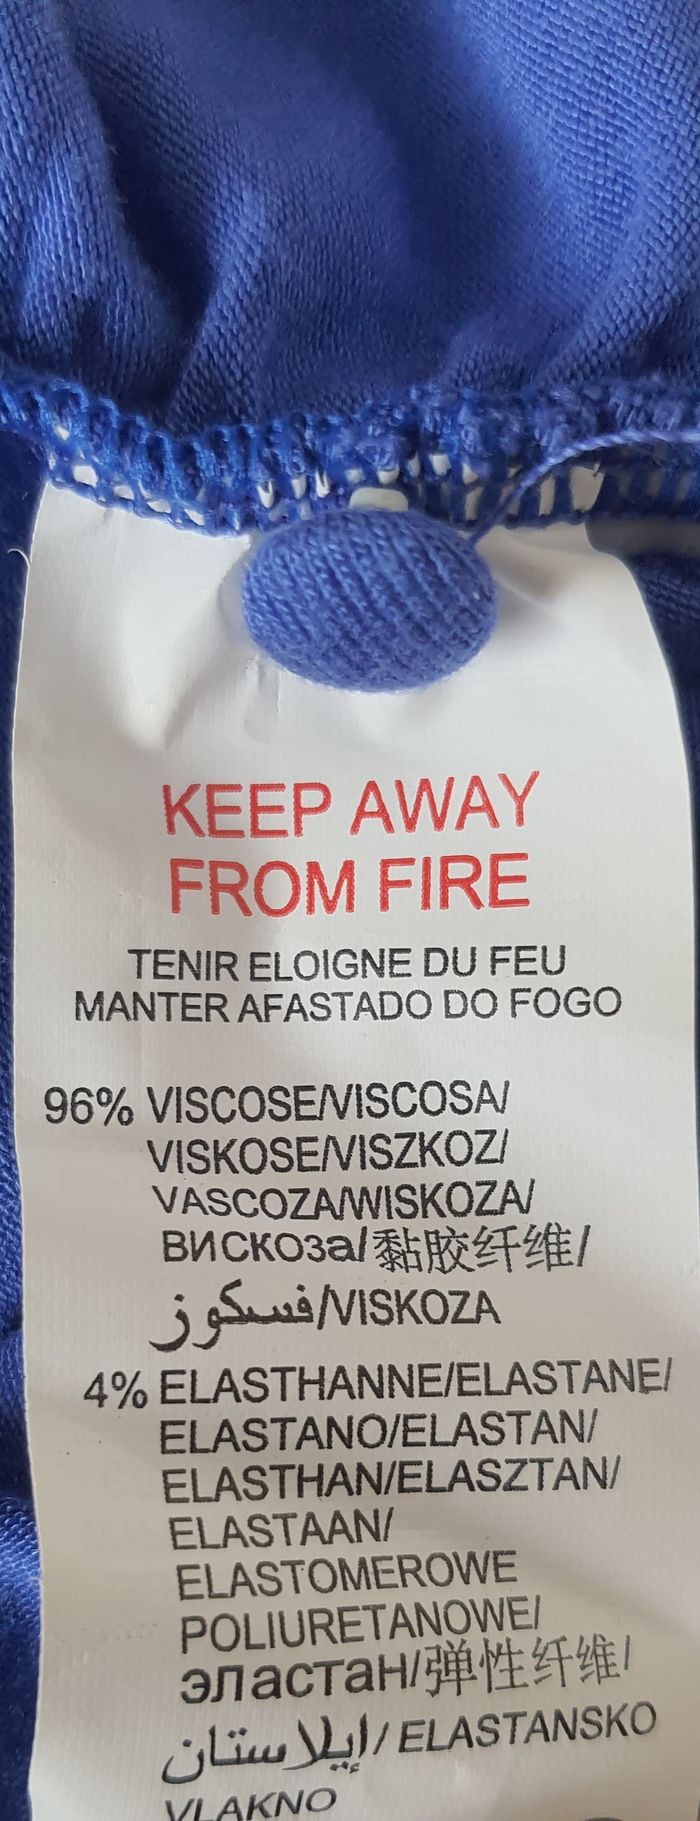 KEEP AWAY
FROM FIRE
TENIR ELOIGNE DU FEU
MANTER AFASTADO DO FOGO
96% VISCOSE/VISCOSA/
VISKOSE/VISZKOZ/
VASCOZA/WISKOZA/
вискоза/黏胶纤维/
فسكوز/VISKOZA
4% ELASTHANNE/ELASTANE/
ELASTANO/ELASTAN/
ELASTHAN/ELASZTAN/
ELASTAAN/
ELASTOMEROWE
POLIURETANOWE/
эластан/弹性纤维/
إيلاستان/ELASTANSKO
VLAKNO